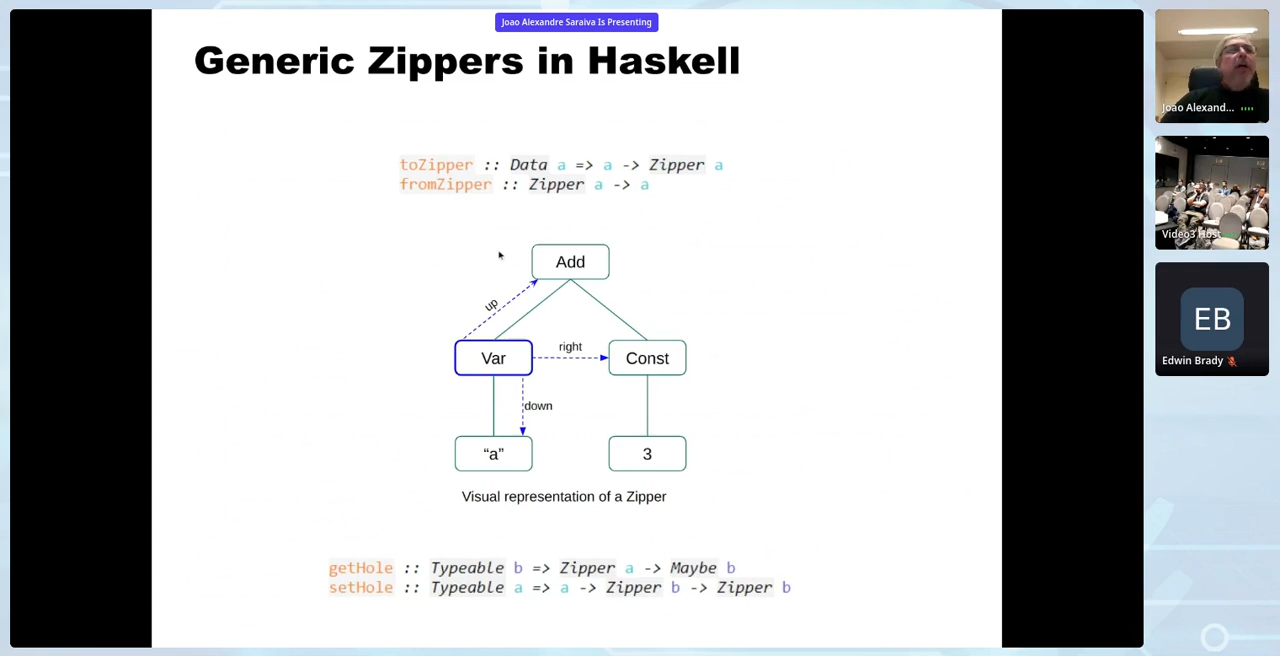 Joao Alexandre Saraiva Is Presenting
Generic Zippers in Haskell
toZipper :: Data a => a -> Zipper a
fromZipper :: Zipper a -> a
Add
up
Var
right
Const
down
“a”
3
Visual representation of a Zipper
getHole :: Typeable b => Zipper a -> Maybe b
setHole :: Typeable a => a -> Zipper b -> Zipper b
Joao Alexand...
Video3 Host
EB
Edwin Brady